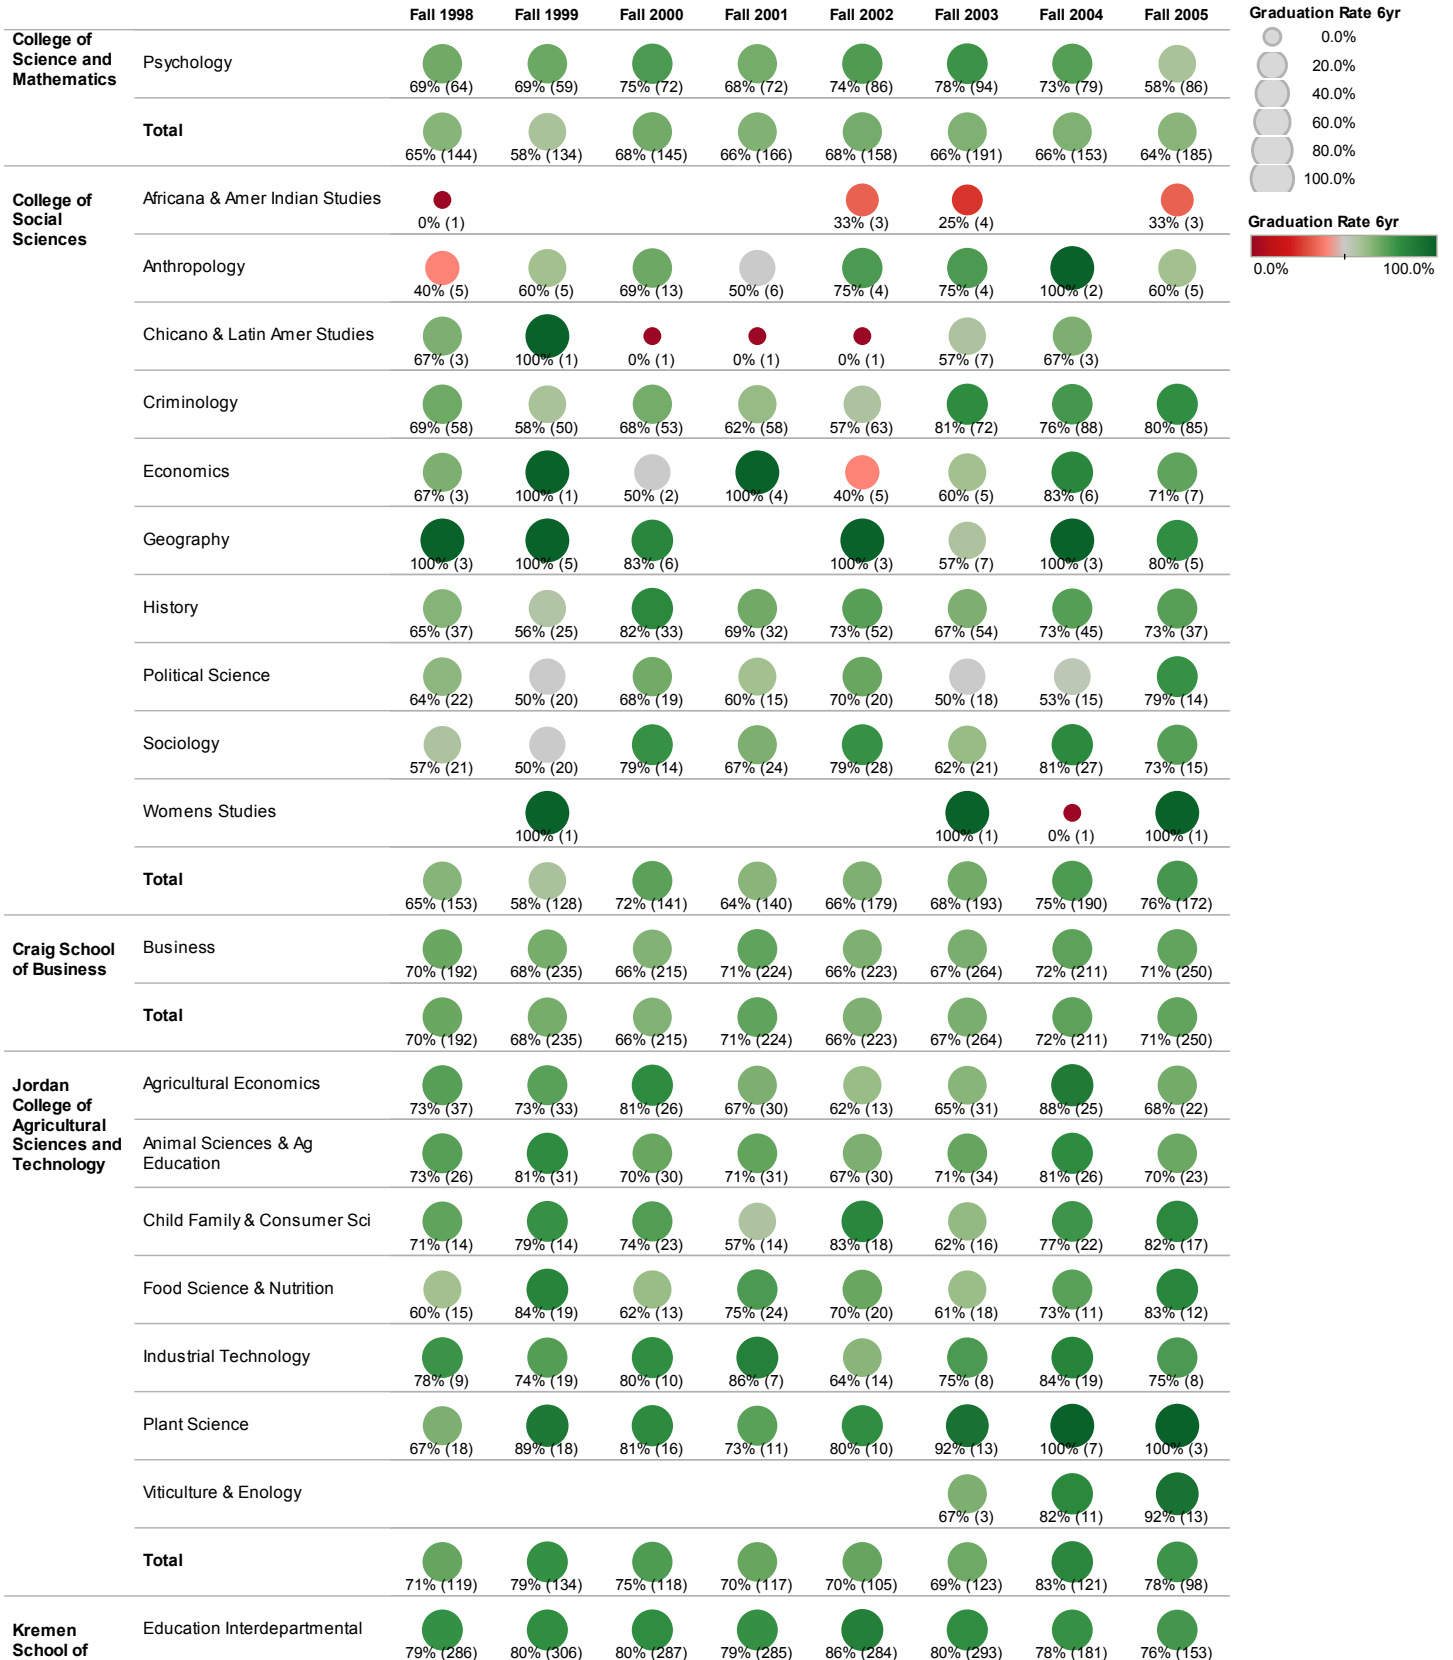 Fall 1998 Fall 1999 Fall 2000 Fall 2001 Fall 2002 Fall 2003 Fall 2004 Fall 2005
College of
Science and
Mathematics
Psychology
69% (64) 69% (59) 75% (72) 68% (72) 74% (86) 78% (94) 73% (79) 58% (86)
Total
65% (144) 58% (134) 68% (145) 66% (166) 68% (158) 66% (191) 66% (153) 64% (185)
College of
Social
Sciences
Africana & Amer Indian Studies
0% (1) 33% (3) 25% (4) 33% (3)
Anthropology
40% (5) 60% (5) 69% (13) 50% (6) 75% (4) 75% (4) 100% (2) 60% (5)
Chicano & Latin Amer Studies
67% (3) 100% (1) 0% (1) 0% (1) 0% (1) 57% (7) 67% (3)
Criminology
69% (58) 58% (50) 68% (53) 62% (58) 57% (63) 81% (72) 76% (88) 80% (85)
Economics
67% (3) 100% (1) 50% (2) 100% (4) 40% (5) 60% (5) 83% (6) 71% (7)
Geography
100% (3) 100% (5) 83% (6) 100% (3) 57% (7) 100% (3) 80% (5)
History
65% (37) 56% (25) 82% (33) 69% (32) 73% (52) 67% (54) 73% (45) 73% (37)
Political Science
64% (22) 50% (20) 68% (19) 60% (15) 70% (20) 50% (18) 53% (15) 79% (14)
Sociology
57% (21) 50% (20) 79% (14) 67% (24) 79% (28) 62% (21) 81% (27) 73% (15)
Womens Studies
100% (1) 100% (1) 0% (1) 100% (1)
Total
65% (153) 58% (128) 72% (141) 64% (140) 66% (179) 68% (193) 75% (190) 76% (172)
Craig School
of Business
Business
70% (192) 68% (235) 66% (215) 71% (224) 66% (223) 67% (264) 72% (211) 71% (250)
Total
70% (192) 68% (235) 66% (215) 71% (224) 66% (223) 67% (264) 72% (211) 71% (250)
Jordan
College of
Agricultural
Sciences and
Technology
Agricultural Economics
73% (37) 73% (33) 81% (26) 67% (30) 62% (13) 65% (31) 88% (25) 68% (22)
Animal Sciences & Ag
Education
73% (26) 81% (31) 70% (30) 71% (31) 67% (30) 71% (34) 81% (26) 70% (23)
Child Family & Consumer Sci
71% (14) 79% (14) 74% (23) 57% (14) 83% (18) 62% (16) 77% (22) 82% (17)
Food Science & Nutrition
60% (15) 84% (19) 62% (13) 75% (24) 70% (20) 61% (18) 73% (11) 83% (12)
Industrial Technology
78% (9) 74% (19) 80% (10) 86% (7) 64% (14) 75% (8) 84% (19) 75% (8)
Plant Science
67% (18) 89% (18) 81% (16) 73% (11) 80% (10) 92% (13) 100% (7) 100% (3)
Viticulture & Enology
67% (3) 82% (11) 92% (13)
Total
71% (119) 79% (134) 75% (118) 70% (117) 70% (105) 69% (123) 83% (121) 78% (98)
Kremen
School of
Education Interdepartmental
79% (286) 80% (306) 80% (287) 79% (285) 86% (284) 80% (293) 78% (181) 76% (153)
Graduation Rate 6yr
0.0%
20.0%
40.0%
60.0%
80.0%
100.0%
Graduation Rate 6yr
0.0% 100.0%